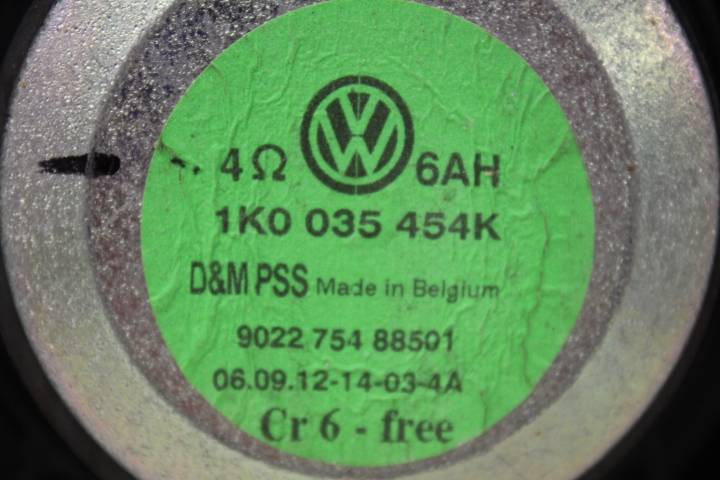 4Ω VW 6AH
1K0 035 454K
D&M PSS Made in Belgium
9022 754 88501
06.09.12-14-03-4A
Cr 6 - free